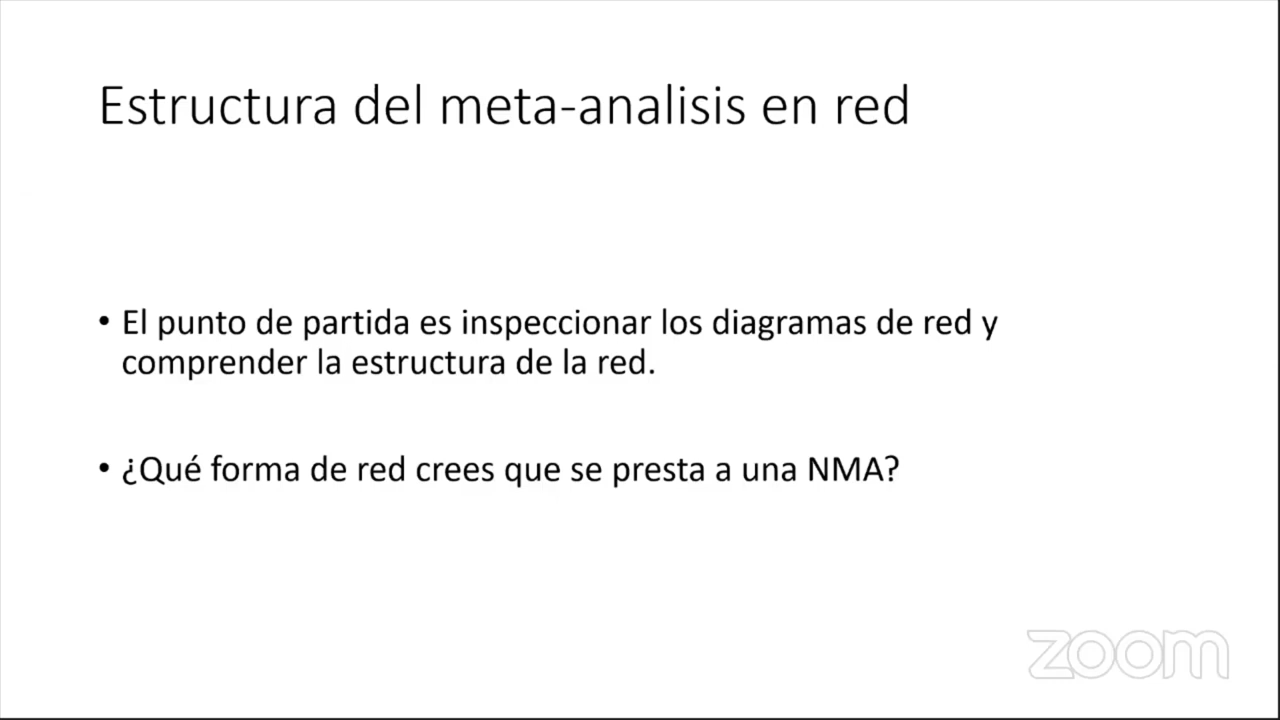 Estructura del meta-analisis en red
• El punto de partida es inspeccionar los diagramas de red y
comprender la estructura de la red.
• ¿Qué forma de red crees que se presta a una NMA?
zoom